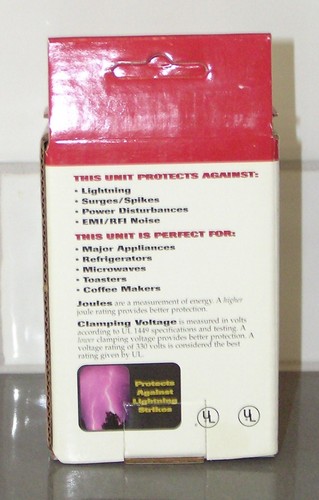 THIS UNIT PROTECTS AGAINST:
• Lightning
• Surges/Spikes
• Power Disturbances
• EMI/RFI Noise
THIS UNIT IS PERFECT FOR:
• Major Appliances
• Refrigerators
• Microwaves
• Toasters
• Coffee Makers
Joules are a measurement of energy. A higher
joule rating provides better protection.
Clamping Voltage is measured in volts
according to UL 1449 specifications and testing. A
lower clamping voltage provides better protection. A
voltage rating of 330 volts is considered the best
rating given by UL.
Protects
Against
Lightning
Strikes
UL
UL